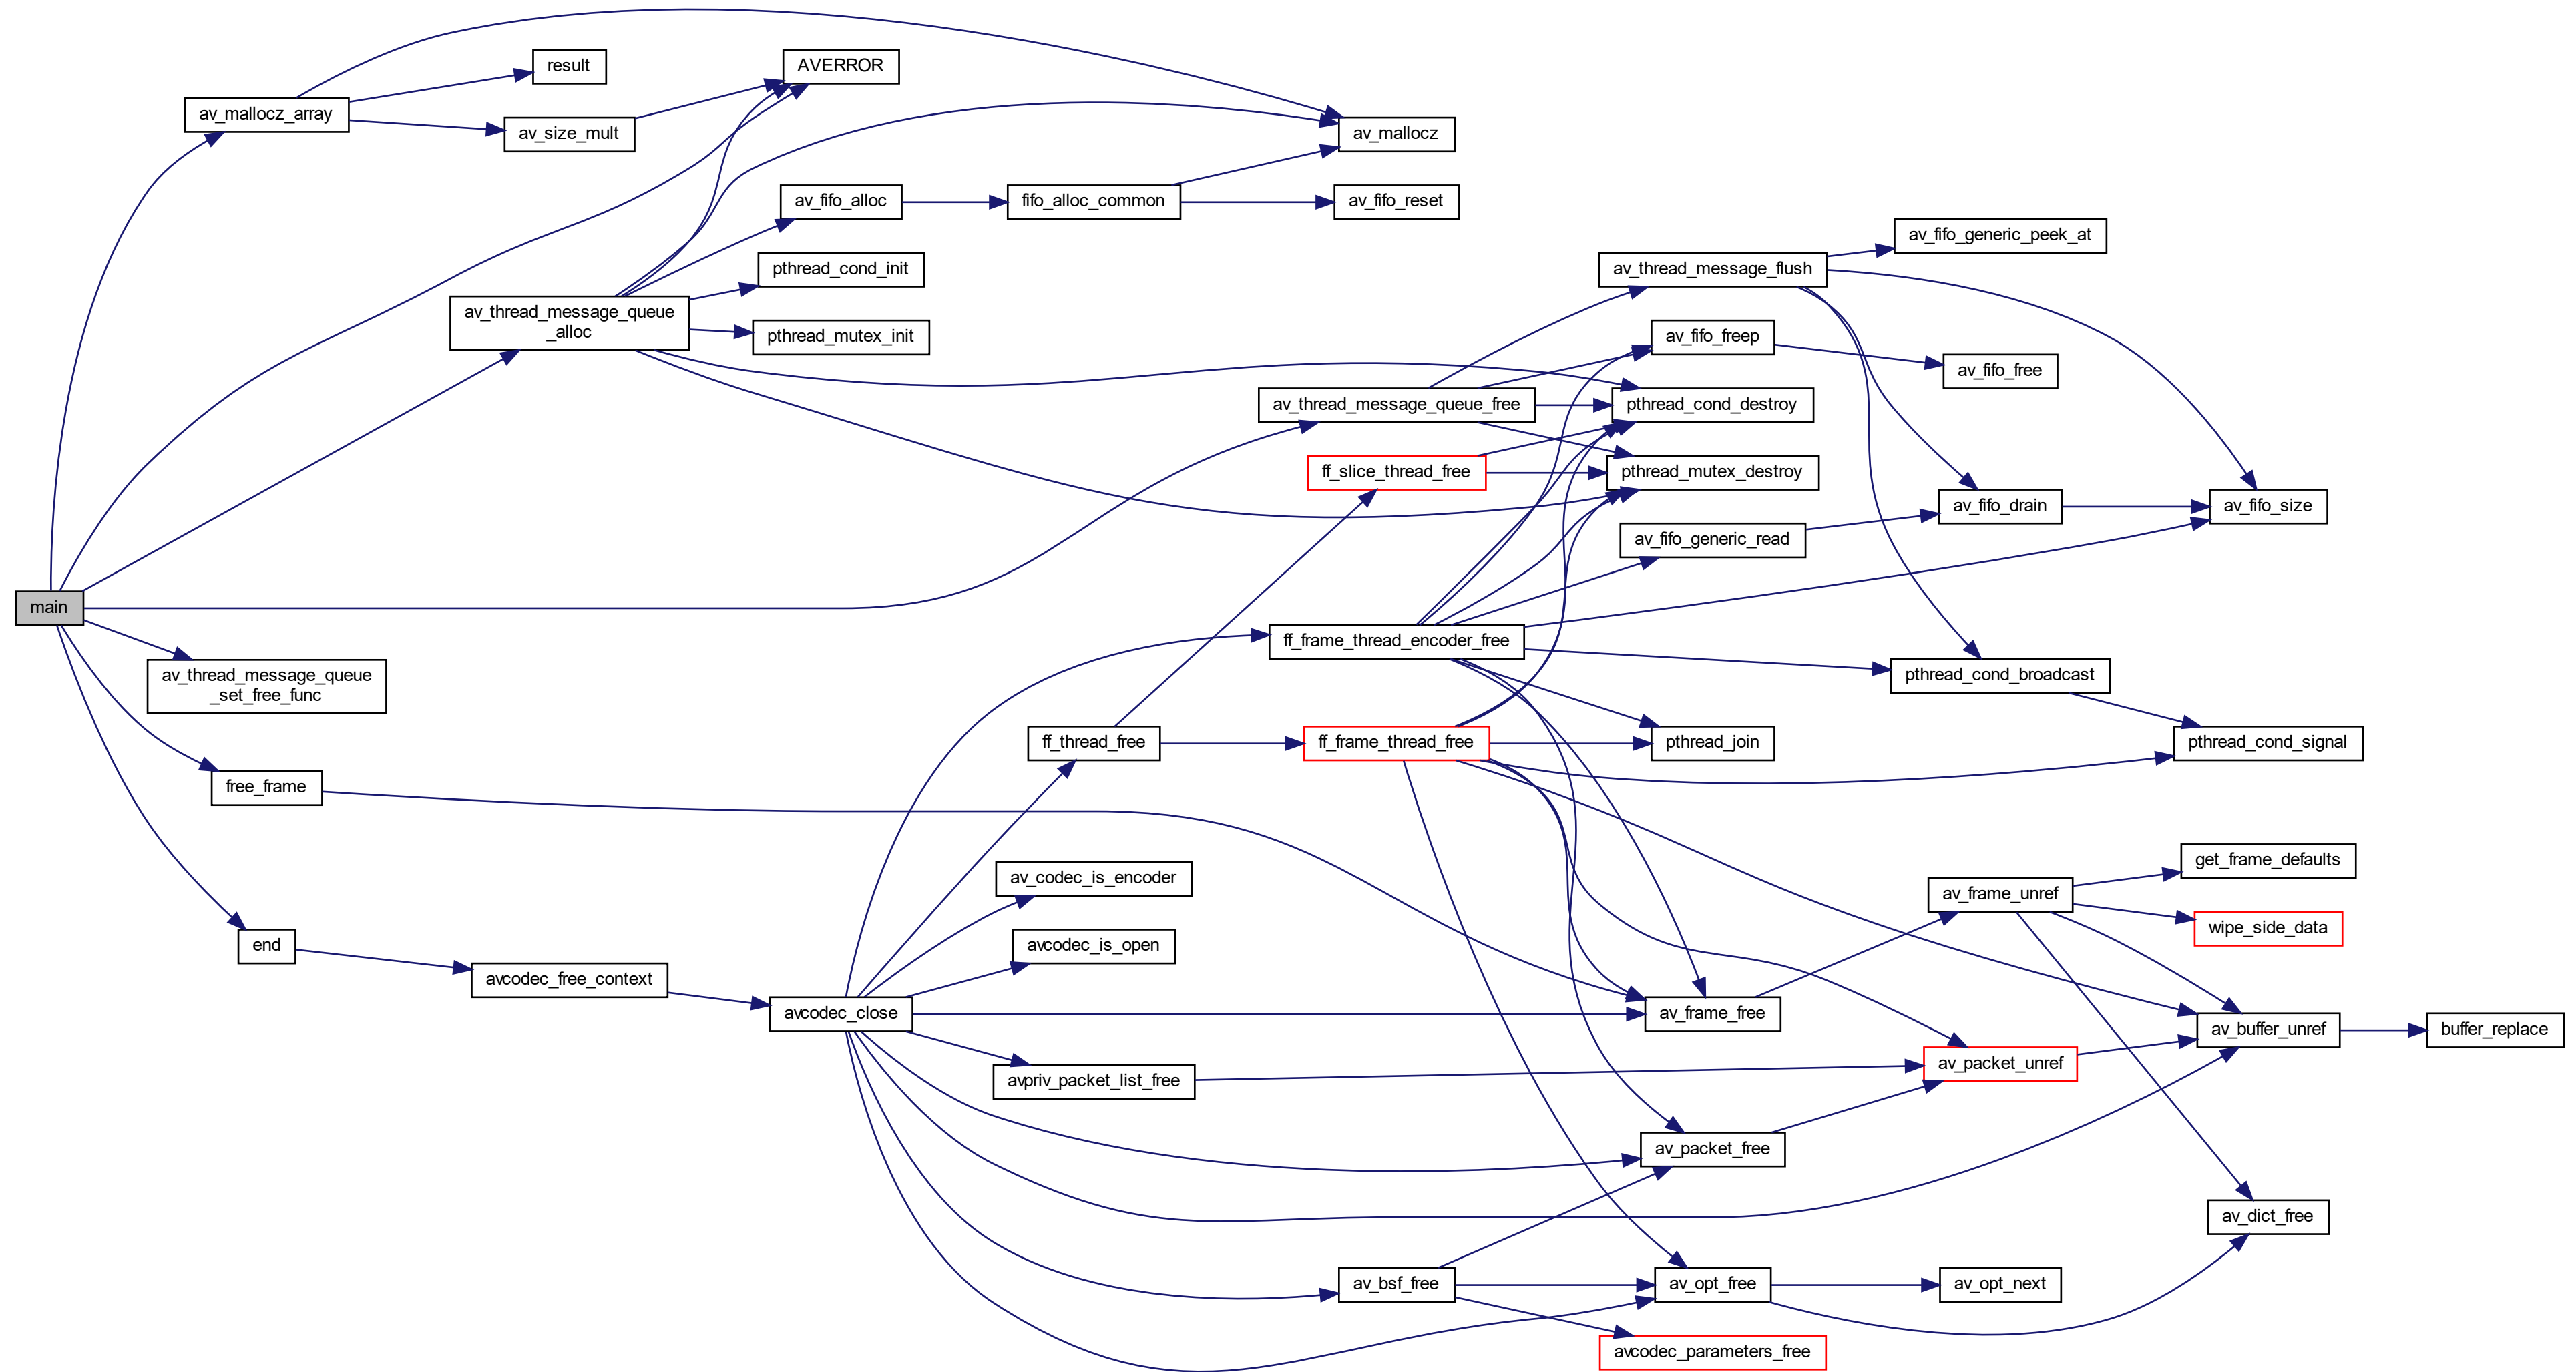 result
AVERROR
av_mallocz_array
av_size_mult
av_mallocz
av_fifo_alloc
fifo_alloc_common
av_fifo_reset
av_fifo_generic_peek_at
pthread_cond_init
av_thread_message_flush
av_thread_message_queue
_alloc
pthread_mutex_init
av_fifo_freep
av_fifo_free
av_thread_message_queue_free
pthread_cond_destroy
ff_slice_thread_free
pthread_mutex_destroy
av_fifo_drain
av_fifo_size
av_fifo_generic_read
main
ff_frame_thread_encoder_free
av_thread_message_queue
_set_free_func
pthread_cond_broadcast
ff_thread_free
ff_frame_thread_free
pthread_join
pthread_cond_signal
free_frame
av_codec_is_encoder
get_frame_defaults
av_frame_unref
wipe_side_data
end
avcodec_is_open
avcodec_free_context
avcodec_close
av_frame_free
av_buffer_unref
buffer_replace
avpriv_packet_list_free
av_packet_unref
av_packet_free
av_dict_free
av_bsf_free
av_opt_free
av_opt_next
avcodec_parameters_free